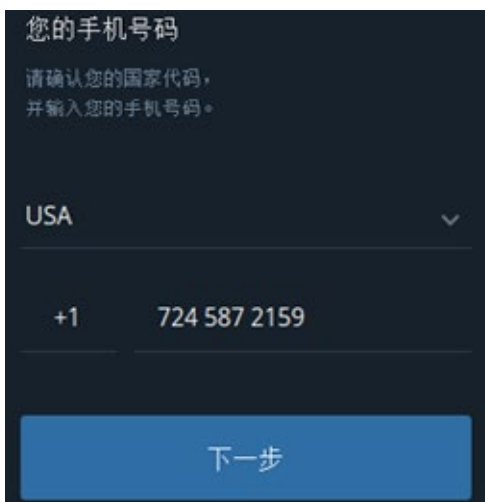 您的手机号码
请确认您的国家代码，
并输入您的手机号码。
USA
+1 724 587 2159
下一步